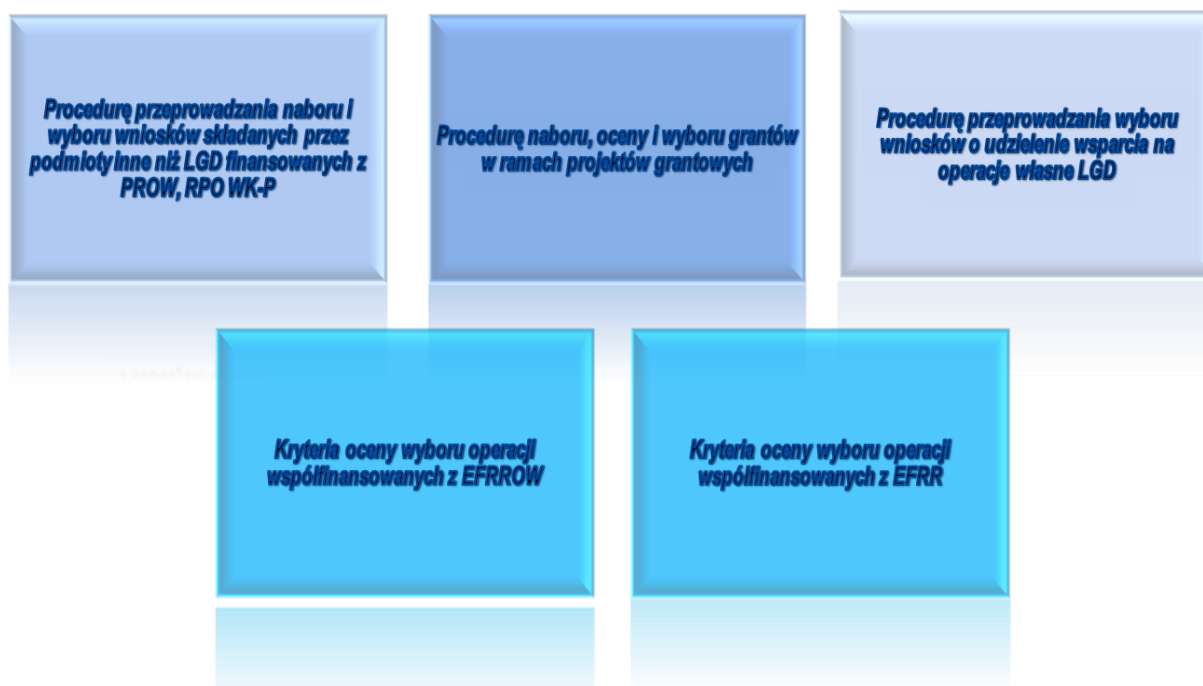 Procedurę przeprowadzania naboru i
wyboru wniosków składanych przez
podmioty inne niż LGD finansowanych z
PROW, RPO WK-P
Procedurę naboru, oceny i wyboru grantów
w ramach projektów grantowych
Procedurę przeprowadzania wyboru
wniosków o udzielenie wsparcia na
operacje własne LGD
Kryteria oceny wyboru operacji
współfinansowanych z EFRROW
Kryteria oceny wyboru operacji
współfinansowanych z EFRR